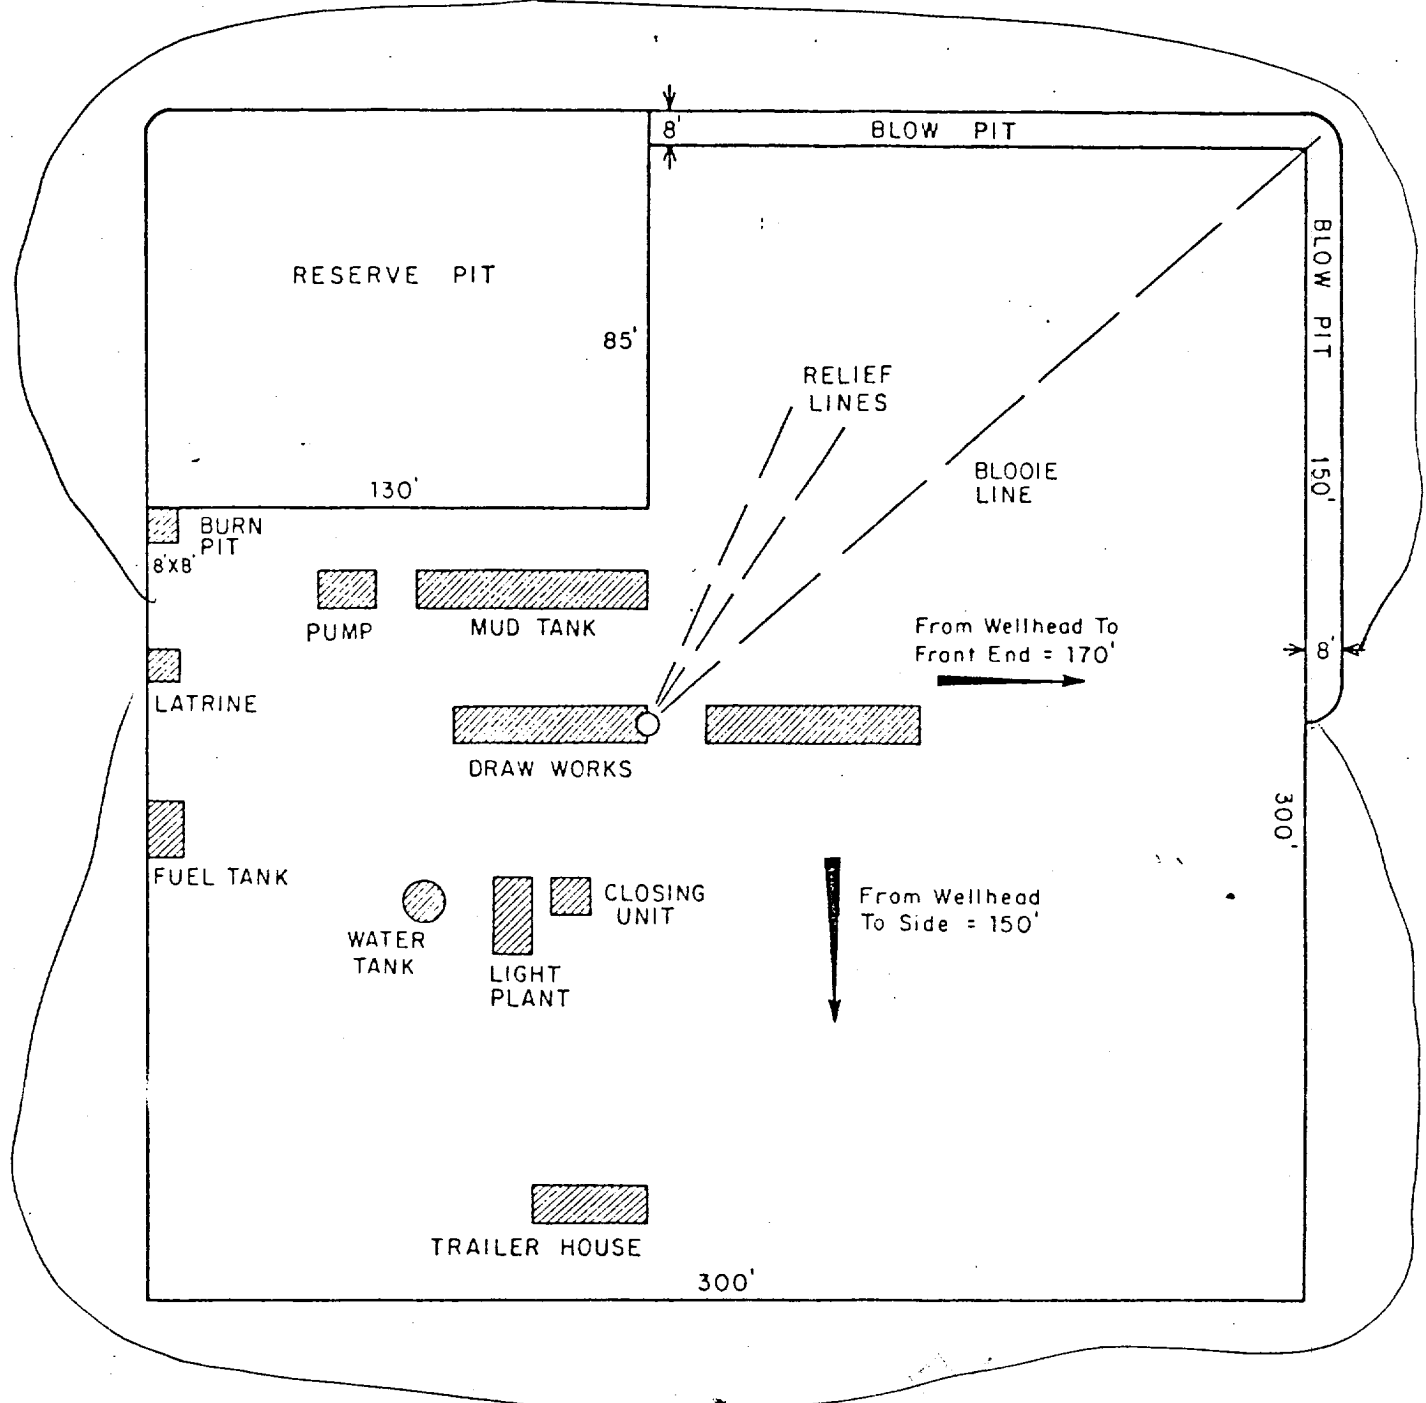 8'
BLOW PIT
BLOW PIT
RESERVE PIT
85'
RELIEF
LINES
BLOOIE
LINE
150'
130'
BURN
PIT
8'X8'
PUMP
MUD TANK
From Wellhead To
Front End = 170'
8'
LATRINE
DRAW WORKS
300'
FUEL TANK
CLOSING
UNIT
From Wellhead
To Side = 150'
WATER
TANK
LIGHT
PLANT
TRAILER HOUSE
300'